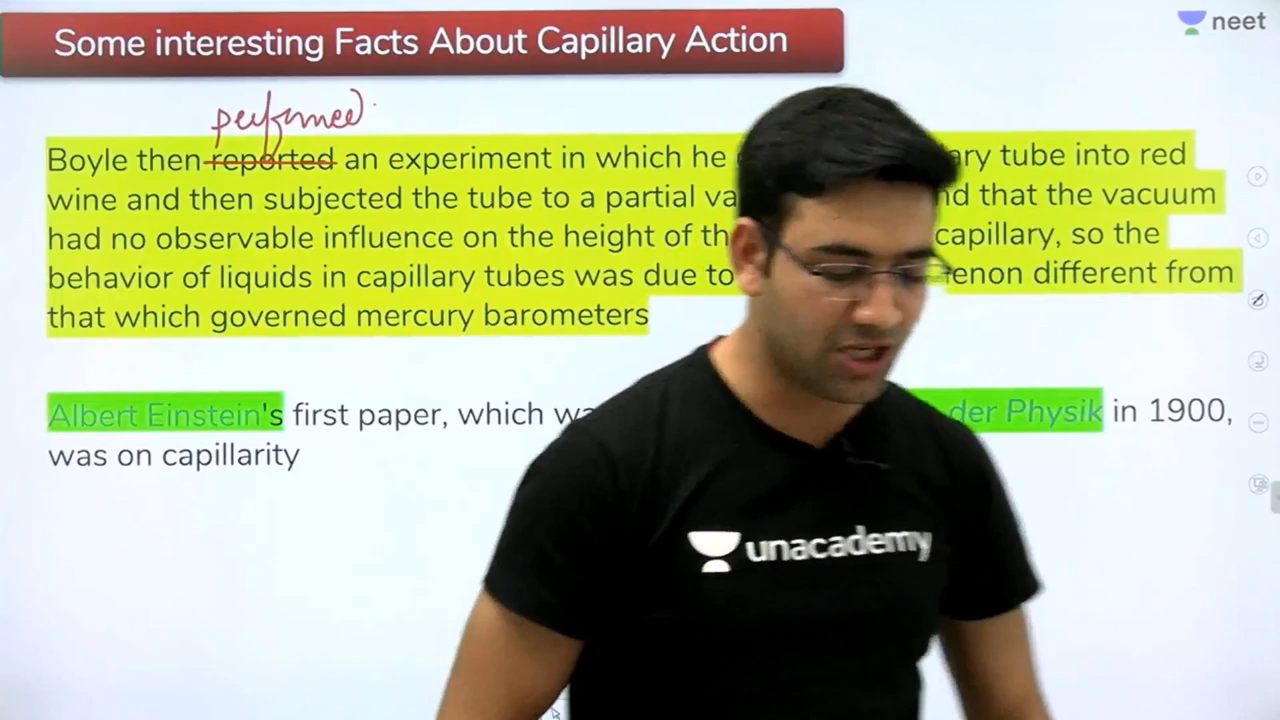 Some interesting Facts About Capillary Action
neet
performed
Boyle then reported an experiment in which he ary tube into red
wine and then subjected the tube to a partial va nd that the vacuum
had no observable influence on the height of th capillary, so the
behavior of liquids in capillary tubes was due to enon different from
that which governed mercury barometers
Albert Einstein's first paper, which wa der Physik in 1900,
was on capillarity
unacademy